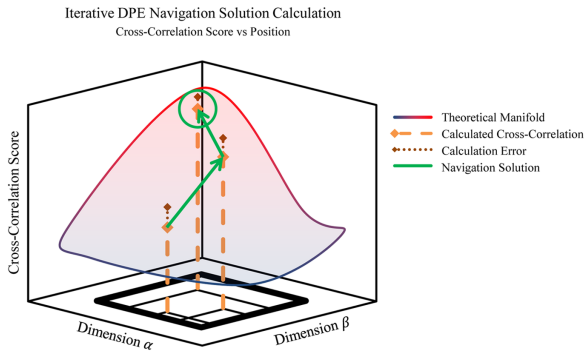 Iterative DPE Navigation Solution Calculation
Cross-Correlation Score vs Position
Cross-Correlation Score
Theoretical Manifold
Calculated Cross-Correlation
Calculation Error
Navigation Solution
Dimension α
Dimension β